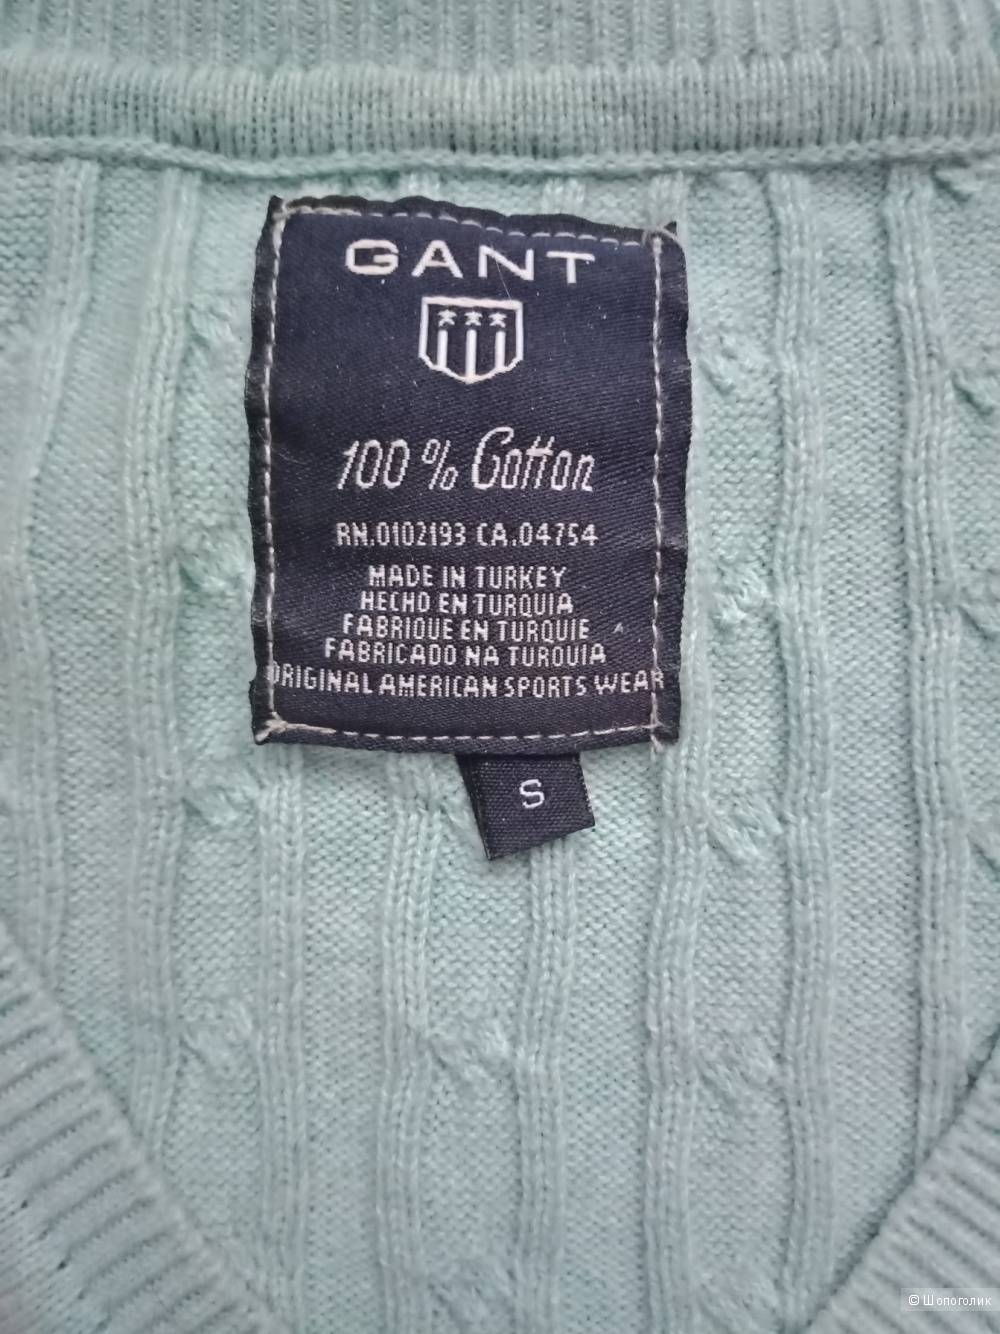 GANT
100% Cotton
RN.0102193 CA.04754
MADE IN TURKEY
HECHO EN TURQUIA
FABRIQUE EN TURQUIE
FABRICADO NA TURQUIA
ORIGINAL AMERICAN SPORTS WEAR
S
© Шопоголик